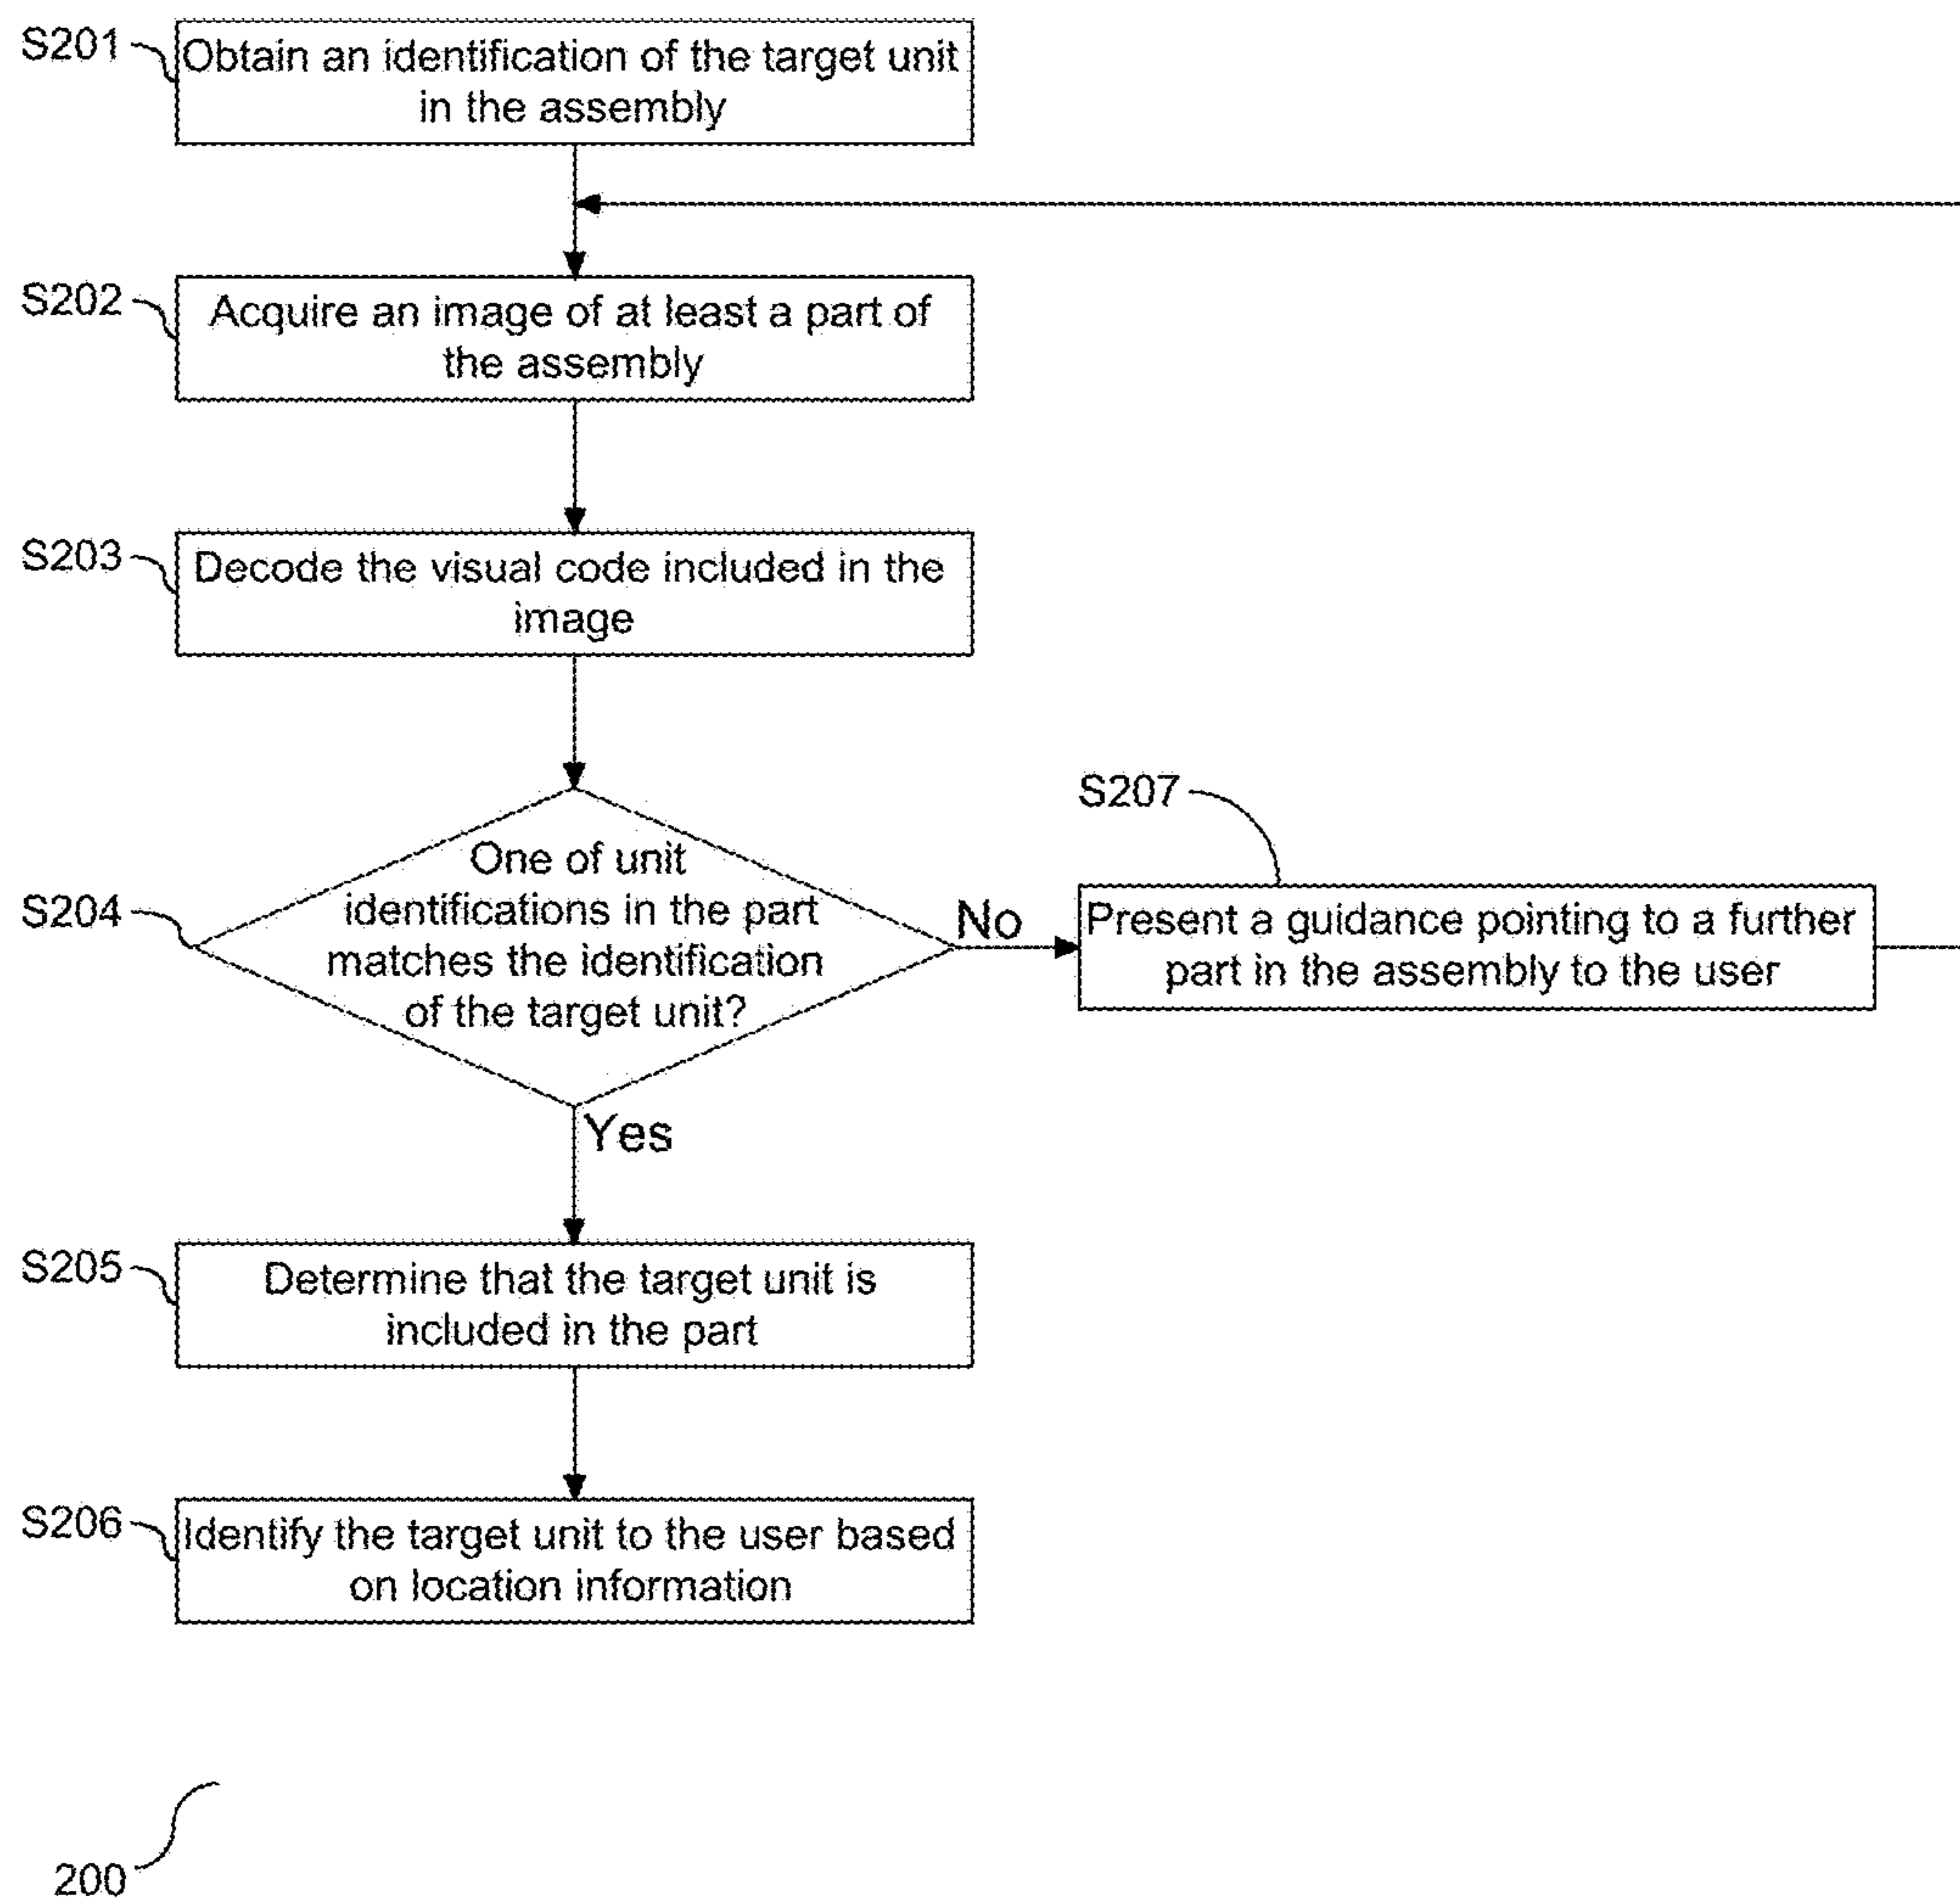 S201
Obtain an identification of the target unit
in the assembly
S202
Acquire an image of at least a part of
the assembly
S203
Decode the visual code included in the
image
S204
One of unit
identifications in the part
matches the identification
of the target unit?
No
S207
Present a guidance pointing to a further
part in the assembly to the user
Yes
S205
Determine that the target unit is
included in the part
S206
Identify the target unit to the user based
on location information
200